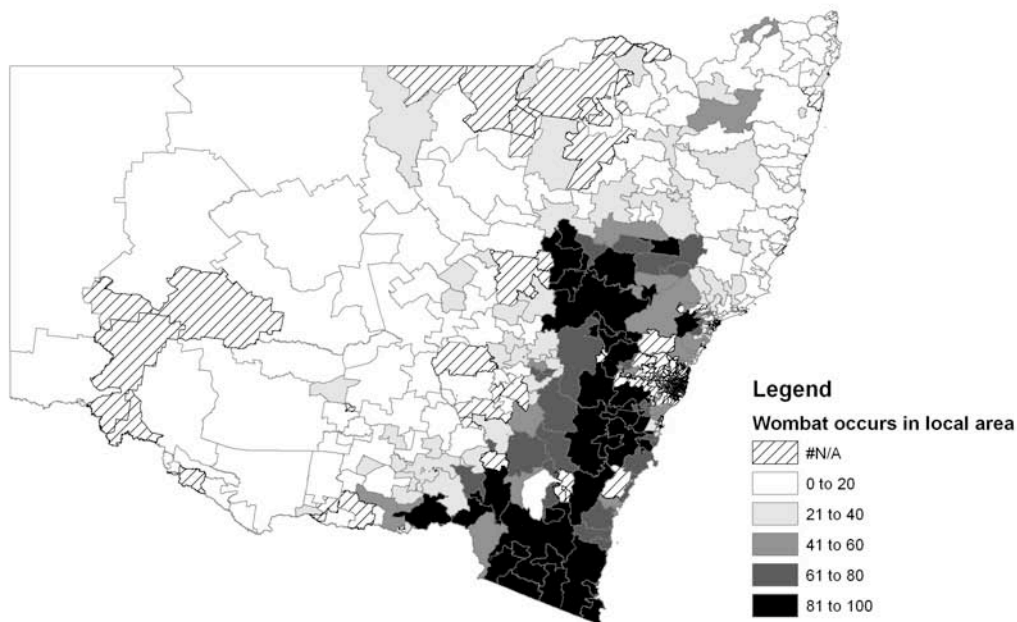 Legend
Wombat occurs in local area
#N/A
0 to 20
21 to 40
41 to 60
61 to 80
81 to 100